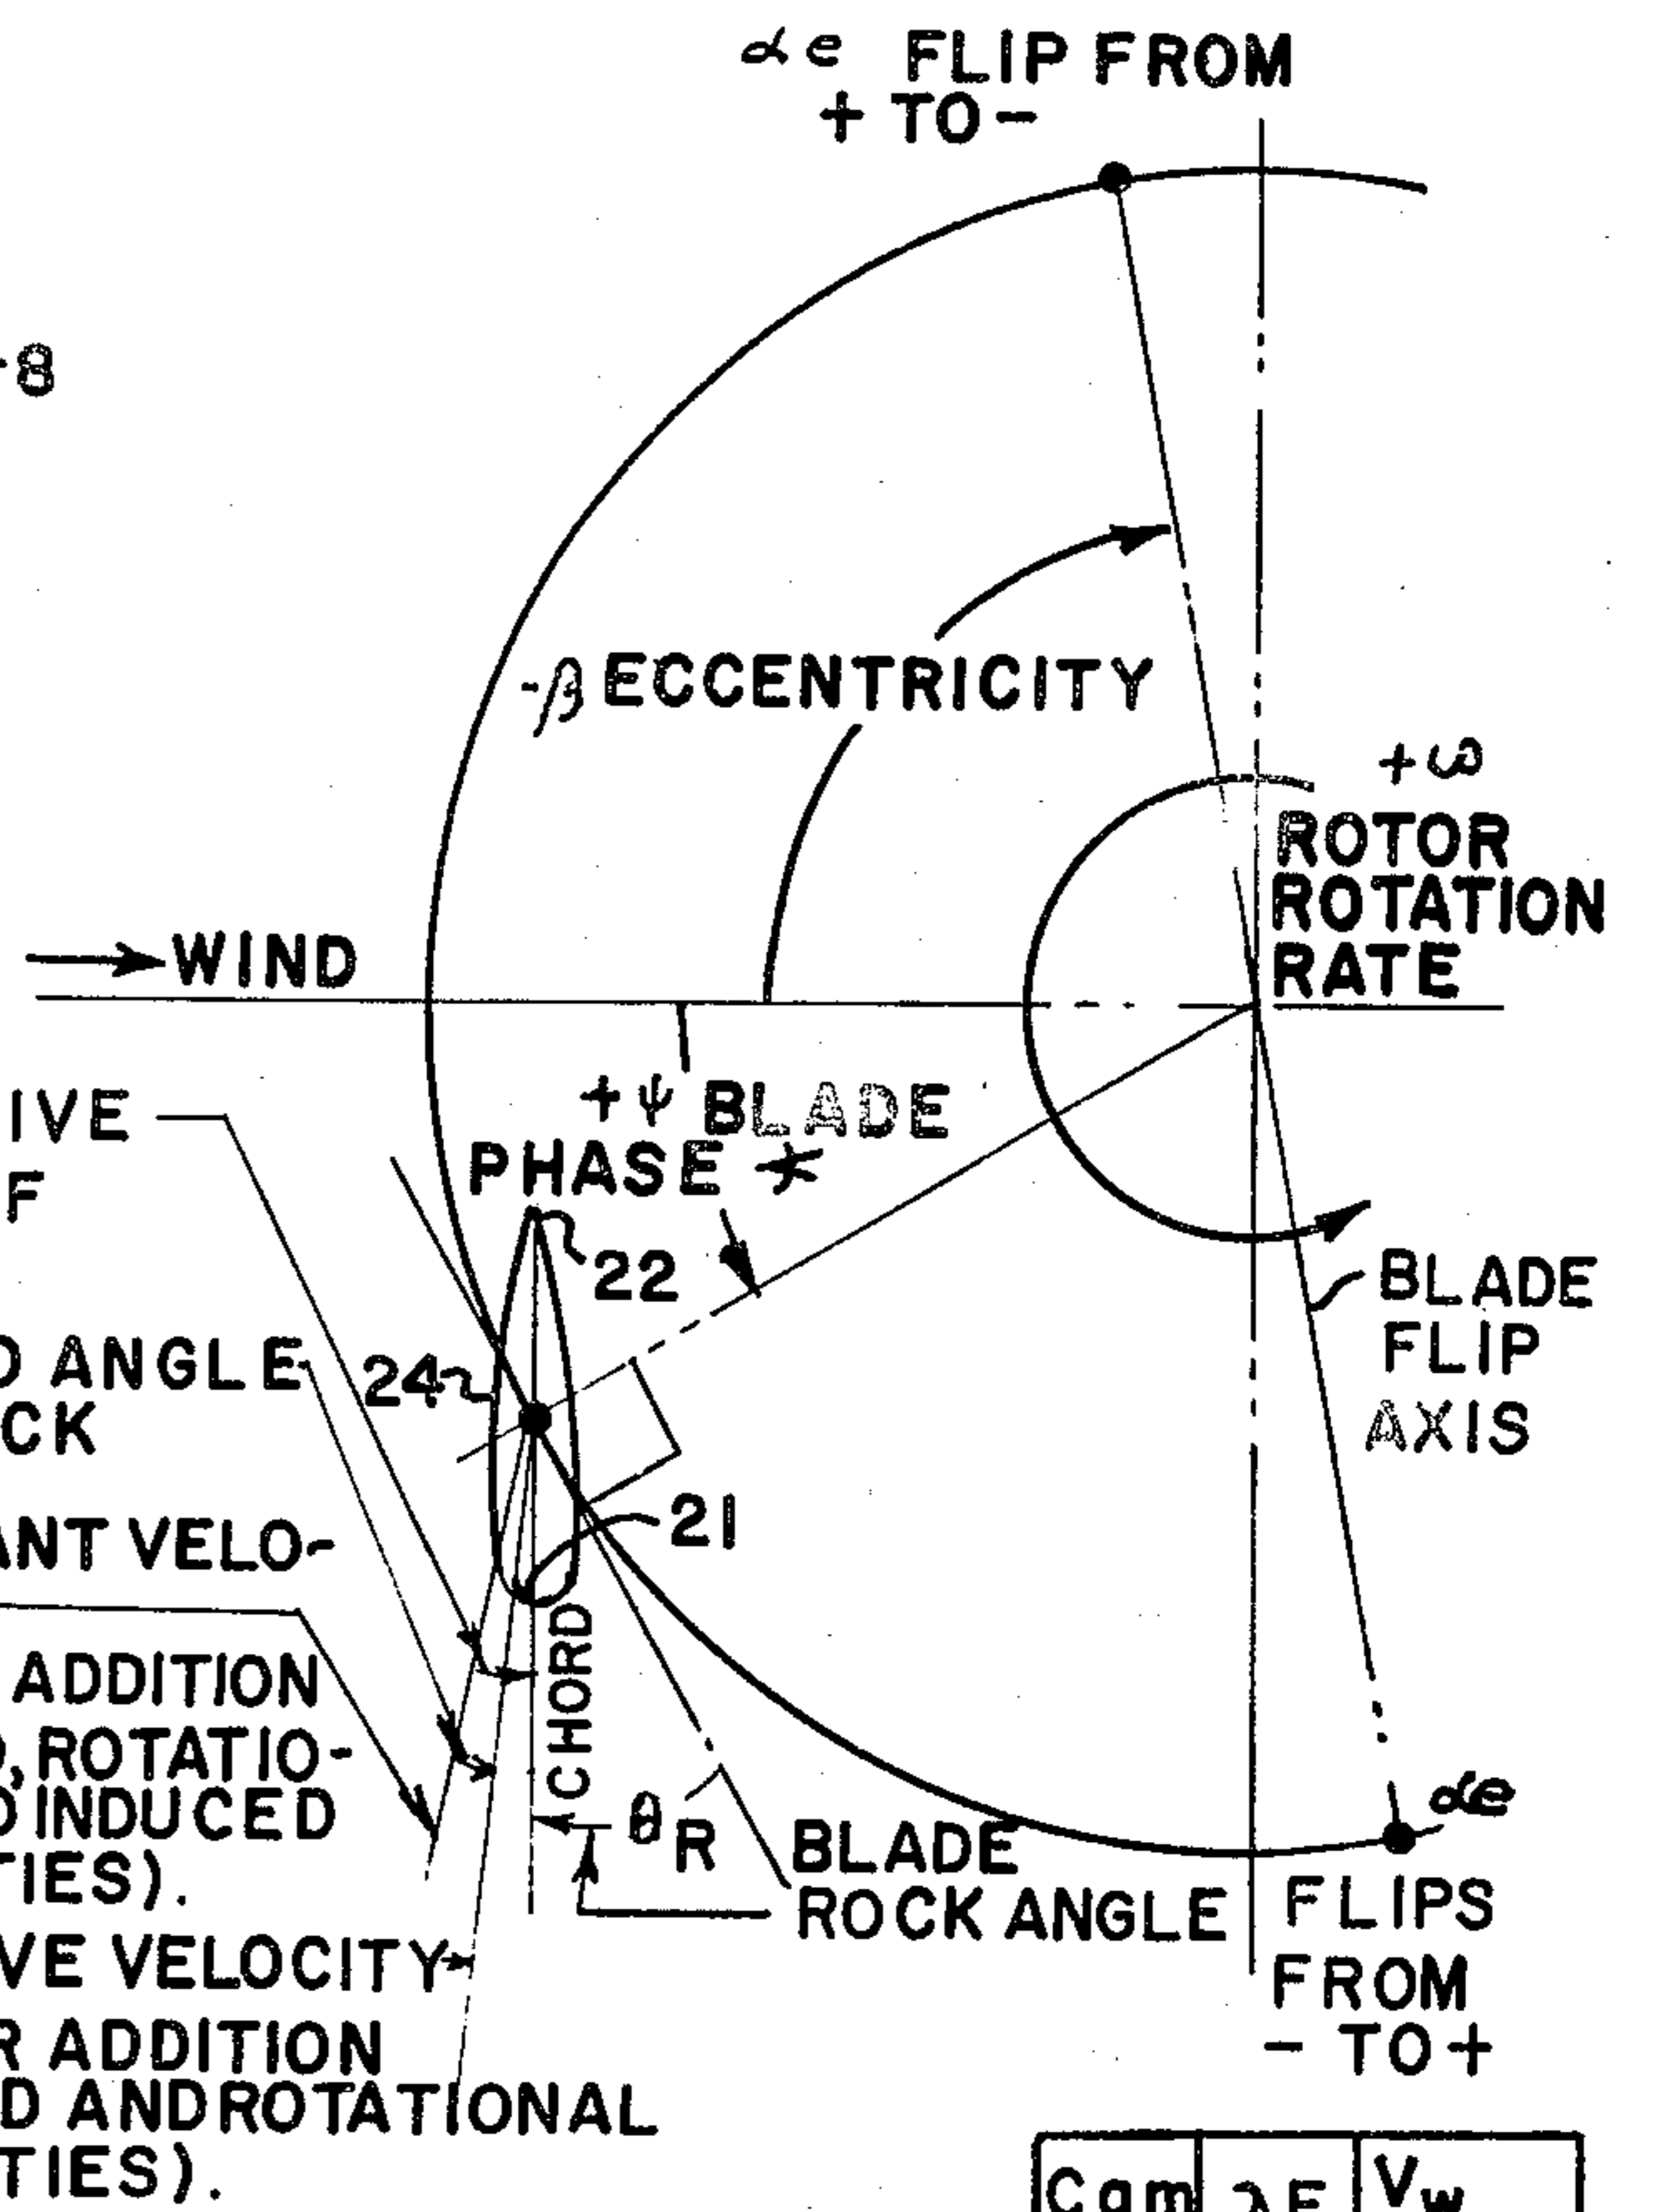 αe FLIP FROM
+ TO -
-8
-β ECCENTRICITY
+ω
ROTOR
ROTATION
RATE
WIND
+ψ BLADE
PHASE ∡
IVE
F
22
BLADE
FLIP
AXIS
D ANGLE
CK
24
21
ANT VELO-
CHORD
ADDITION
D, ROTATIO-
D INDUCED
TIES).
θR
BLADE
ROCK ANGLE
αe
FLIPS
FROM
- TO +
VE VELOCITY
R ADDITION
D ANDROTATIONAL
TIES).
Cam
λF
Vw